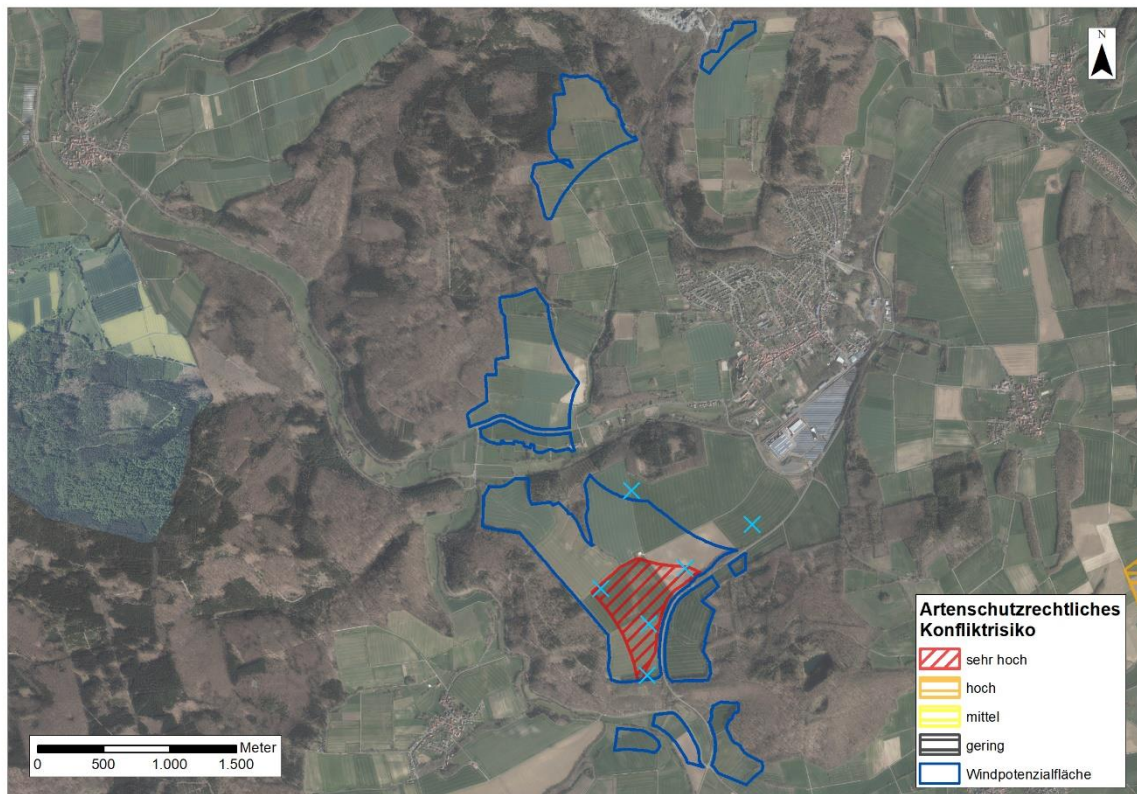 N
Artenschutzrechtliches
Konfliktrisiko
sehr hoch
hoch
mittel
gering
Windpotenzialfläche
Meter
0 500 1.000 1.500